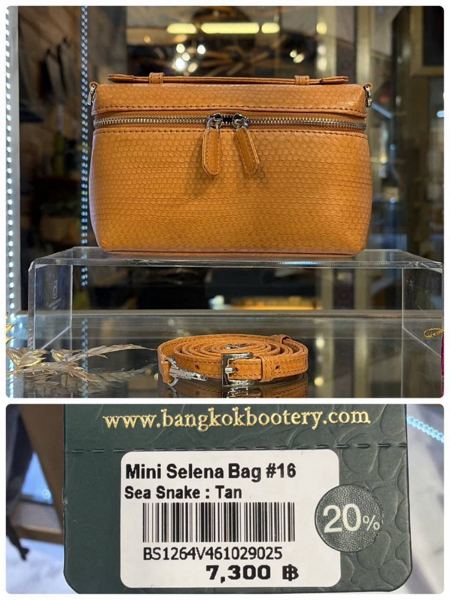 www.bangkokbootery.com
Mini Selena Bag #16
Sea Snake : Tan
20%
BS1264V461029025
7,300 ฿